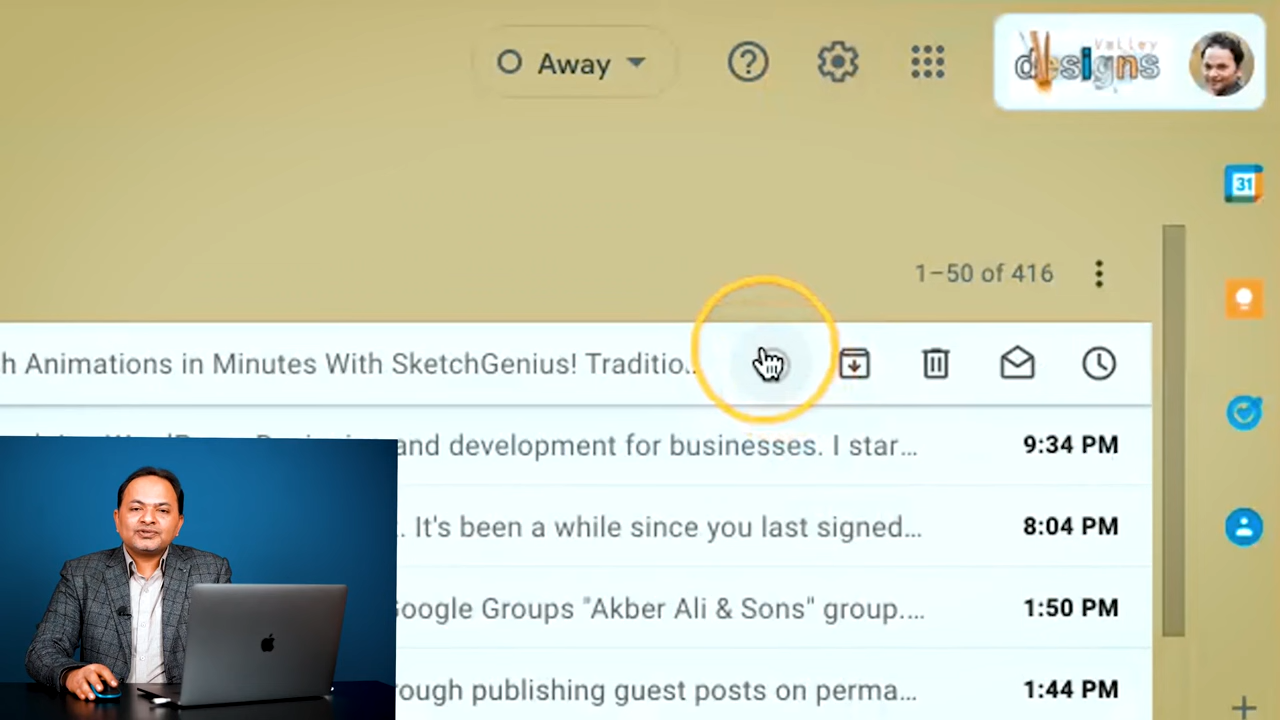 Away
Valley
designs
31
1–50 of 416
h Animations in Minutes With SketchGenius! Traditio...
and development for businesses. I star...
9:34 PM
. It's been a while since you last signed...
8:04 PM
Google Groups "Akber Ali & Sons" group....
1:50 PM
rough publishing guest posts on perma...
1:44 PM